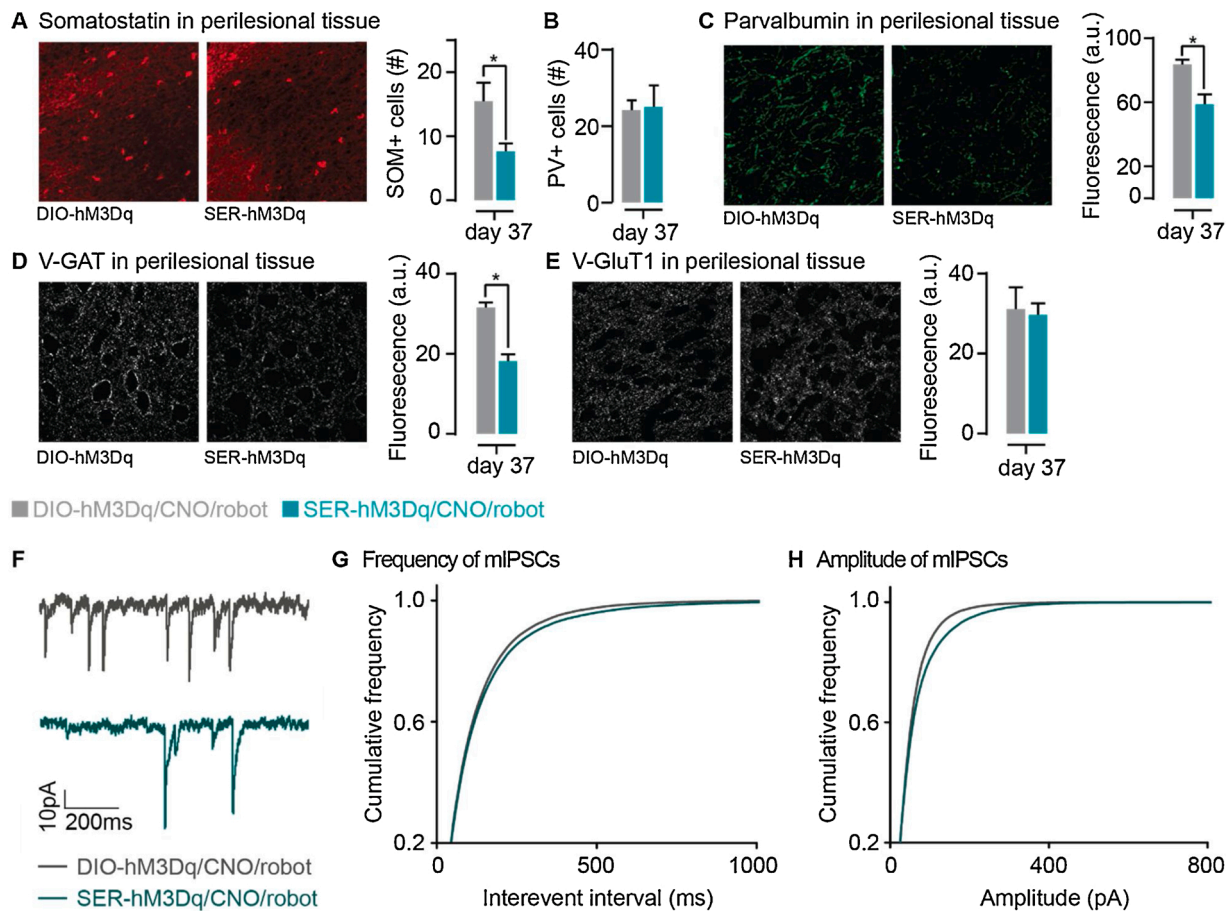 A Somatostatin in perilesional tissue
DIO-hM3Dq
SER-hM3Dq
SOM+ cells (#)
20
10
0
*
day 37
B
PV+ cells (#)
40
20
0
day 37
C Parvalbumin in perilesional tissue
DIO-hM3Dq
SER-hM3Dq
Fluoresecence (a.u.)
100
60
80
0
*
day 37
D V-GAT in perilesional tissue
DIO-hM3Dq
SER-hM3Dq
Fluoresecence (a.u.)
40
20
0
*
day 37
E V-GluT1 in perilesional tissue
DIO-hM3Dq
SER-hM3Dq
Fluoresecence (a.u.)
40
20
0
day 37
DIO-hM3Dq/CNO/robot SER-hM3Dq/CNO/robot
F
10pA
200ms
DIO-hM3Dq/CNO/robot
SER-hM3Dq/CNO/robot
G Frequency of mIPSCs
Cumulative frequency
1.0
0.6
0.2
0 500 1000
Interevent interval (ms)
H Amplitude of mIPSCs
Cumulative frequency
1.0
0.6
0.2
0 400 800
Amplitude (pA)